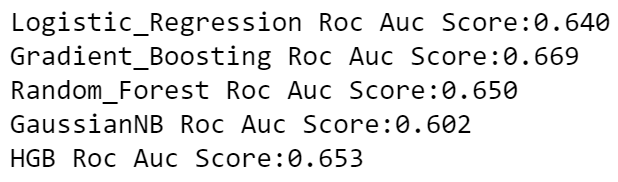 Logistic_Regression Roc Auc Score:0.640
Gradient_Boosting Roc Auc Score:0.669
Random_Forest Roc Auc Score:0.650
GaussianNB Roc Auc Score:0.602
HGB Roc Auc Score:0.653